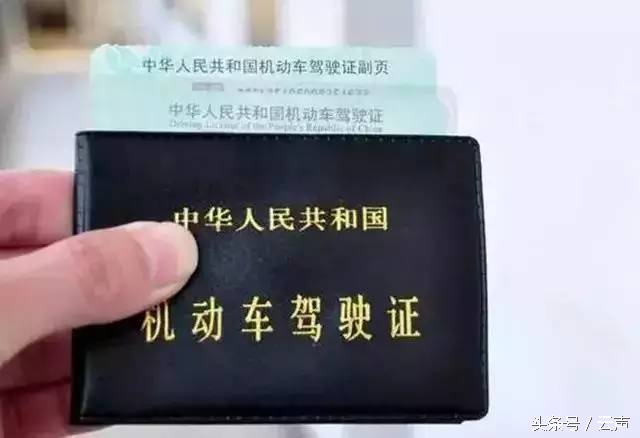 中华人民共和国机动车驾驶证副页
中华人民共和国机动车驾驶证
Driving License of the People's Republic of China
中华人民共和国
机动车驾驶证
头条号/云声